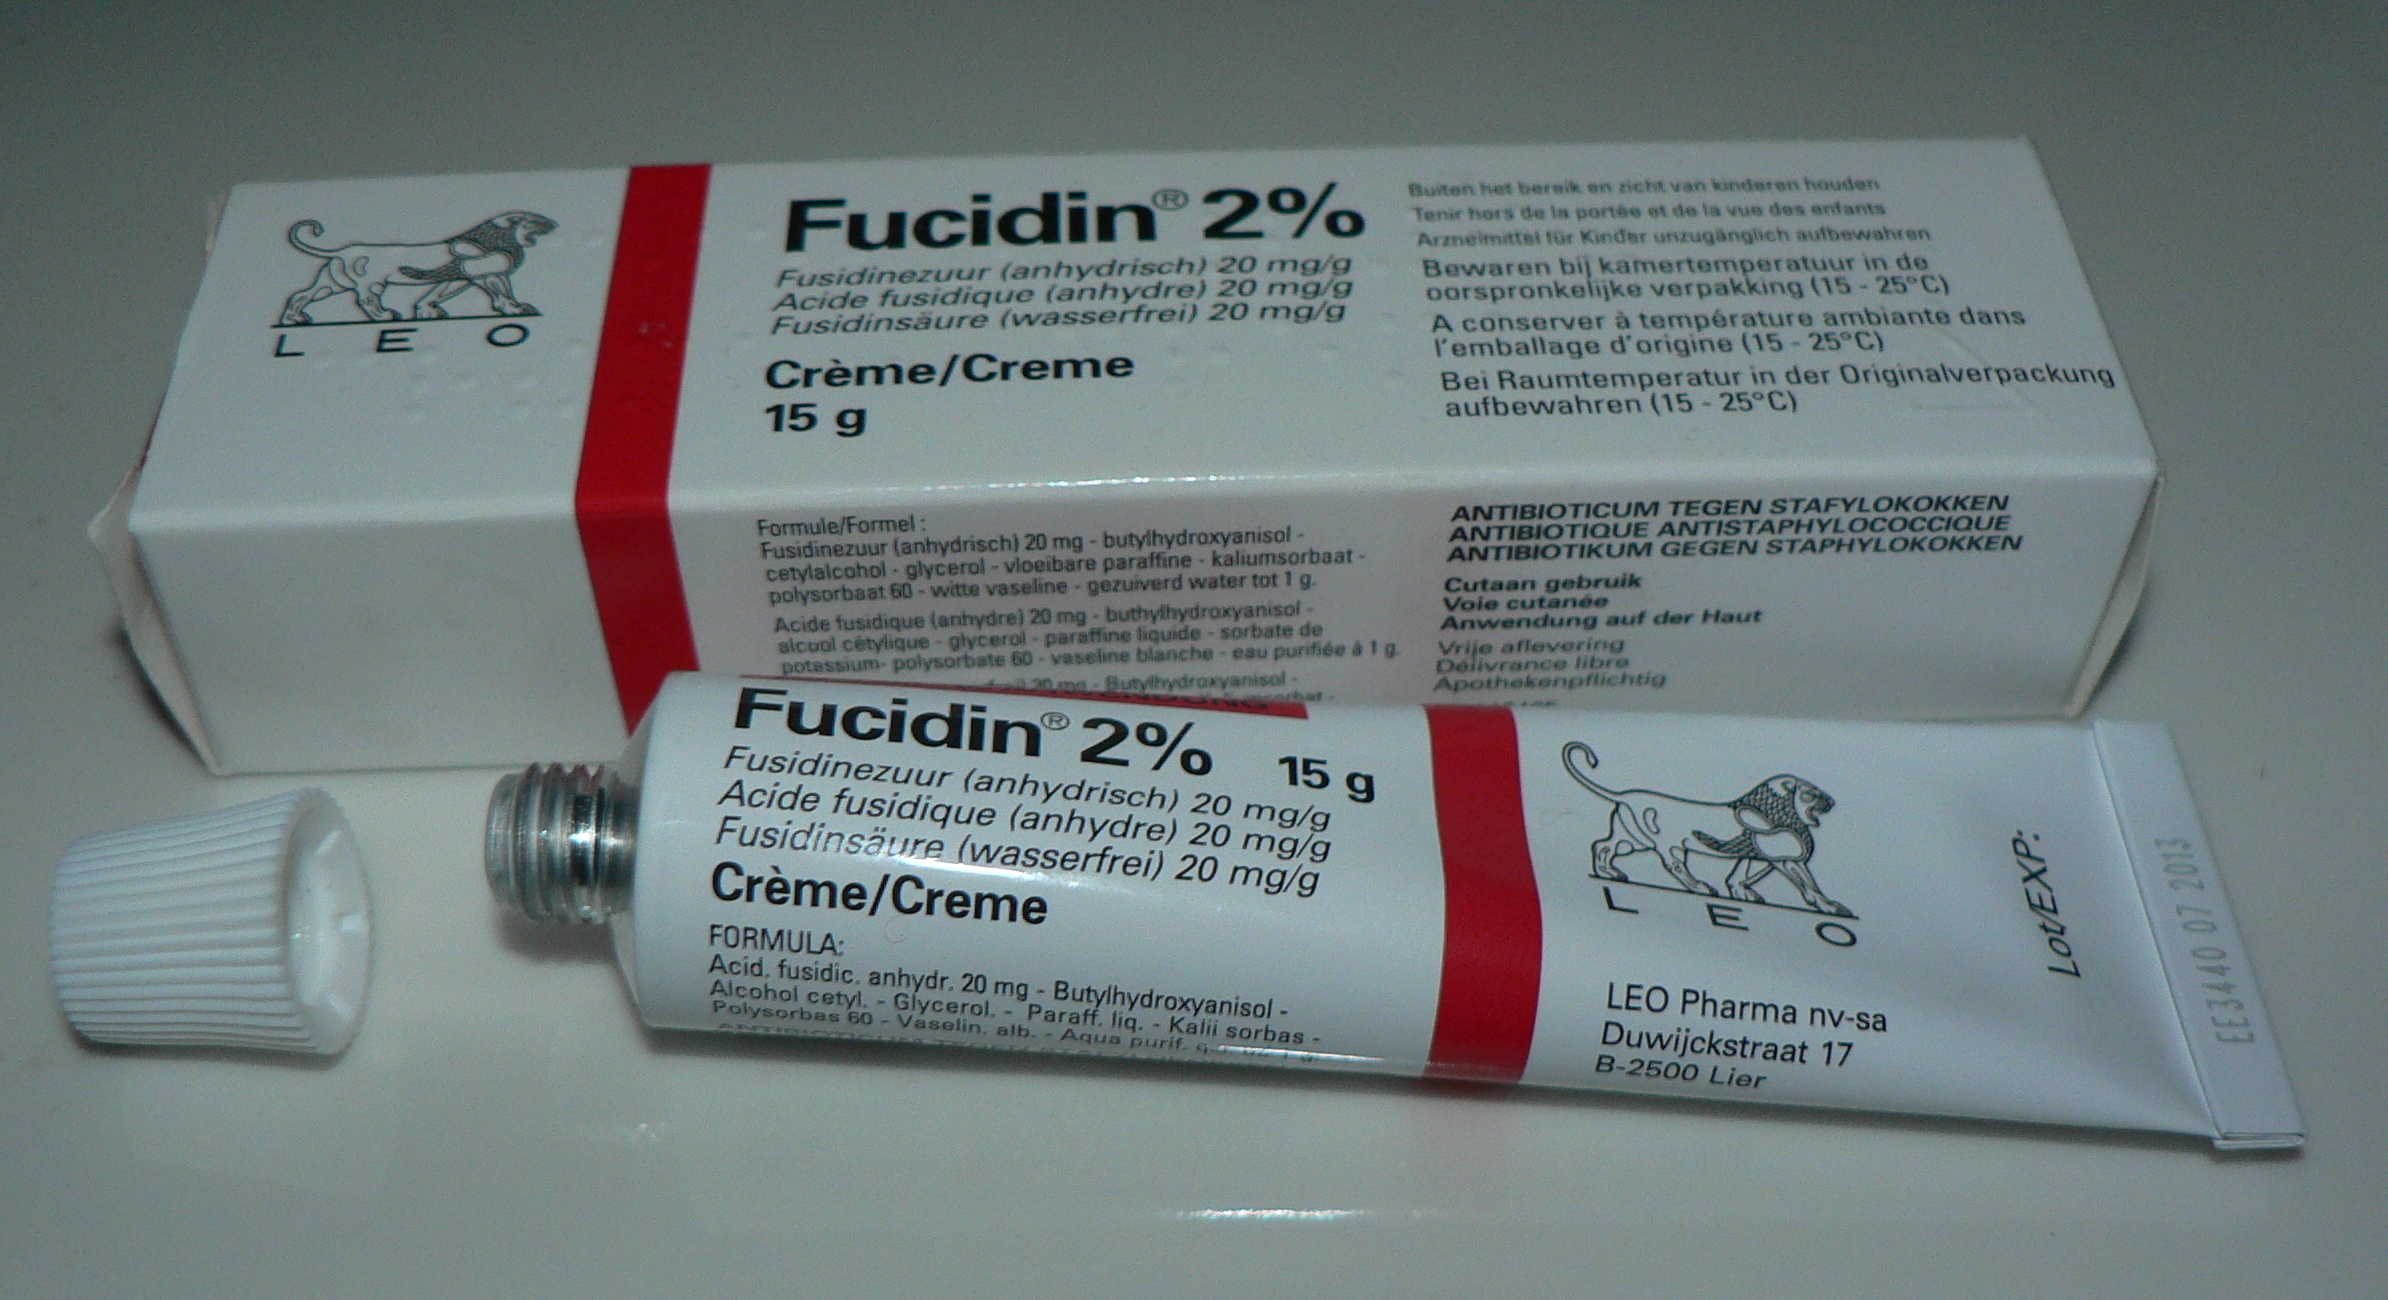 LEO
Fucidin® 2%
Fusidinezuur (anhydrisch) 20 mg/g
Acide fusidique (anhydre) 20 mg/g
Fusidinsäure (wasserfrei) 20 mg/g
Crème/Creme
15 g
Buiten het bereik en zicht van kinderen houden
Tenir hors de la portée et de la vue des enfants
Arzneimittel für Kinder unzugänglich aufbewahren
Bewaren bij kamertemperatuur in de
oorspronkelijke verpakking (15 - 25°C)
A conserver à température ambiante dans
l'emballage d'origine (15 - 25°C)
Bei Raumtemperatur in der Originalverpackung
aufbewahren (15 - 25°C)
Formule/Formel :
Fusidinezuur (anhydrisch) 20 mg - butylhydroxyanisol -
cetylalcohol - glycerol - vloeibare paraffine - kaliumsorbaat -
polysorbaat 60 - witte vaseline - gezuiverd water tot 1 g.
Acide fusidique (anhydre) 20 mg - buthylhydroxyanisol -
alcool cétylique - glycerol - paraffine liquide - sorbate de
potassium- polysorbate 60 - vaseline blanche - eau purifiée à 1 g.
20 mg - Butylhydroxyanisol -
ANTIBIOTICUM TEGEN STAFYLOKOKKEN
ANTIBIOTIQUE ANTISTAPHYLOCOCCIQUE
ANTIBIOTIKUM GEGEN STAPHYLOKOKKEN
Cutaan gebruik
Voie cutanée
Anwendung auf der Haut
Vrije aflevering
Délivrance libre
Apothekenpflichtig
Fucidin® 2% 15 g
Fusidinezuur (anhydrisch) 20 mg/g
Acide fusidique (anhydre) 20 mg/g
Fusidinsäure (wasserfrei) 20 mg/g
Crème/Creme
FORMULA:
Acid. fusidic. anhydr. 20 mg - Butylhydroxyanisol -
Alcohol cetyl. - Glycerol. - Paraff. liq. - Kalii sorbas -
Polysorbas 60 - Vaselin. alb. - Aqua purif.
LEO
LEO Pharma nv-sa
Duwijckstraat 17
B-2500 Lier
Lot/EXP.:
EE3440 07 2013